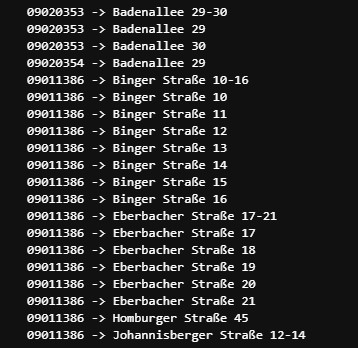 09020353 -> Badenallee 29-30
09020353 -> Badenallee 29
09020353 -> Badenallee 30
09020354 -> Badenallee 29
09011386 -> Binger Straße 10-16
09011386 -> Binger Straße 10
09011386 -> Binger Straße 11
09011386 -> Binger Straße 12
09011386 -> Binger Straße 13
09011386 -> Binger Straße 14
09011386 -> Binger Straße 15
09011386 -> Binger Straße 16
09011386 -> Eberbacher Straße 17-21
09011386 -> Eberbacher Straße 17
09011386 -> Eberbacher Straße 18
09011386 -> Eberbacher Straße 19
09011386 -> Eberbacher Straße 20
09011386 -> Eberbacher Straße 21
09011386 -> Homburger Straße 45
09011386 -> Johannisberger Straße 12-14